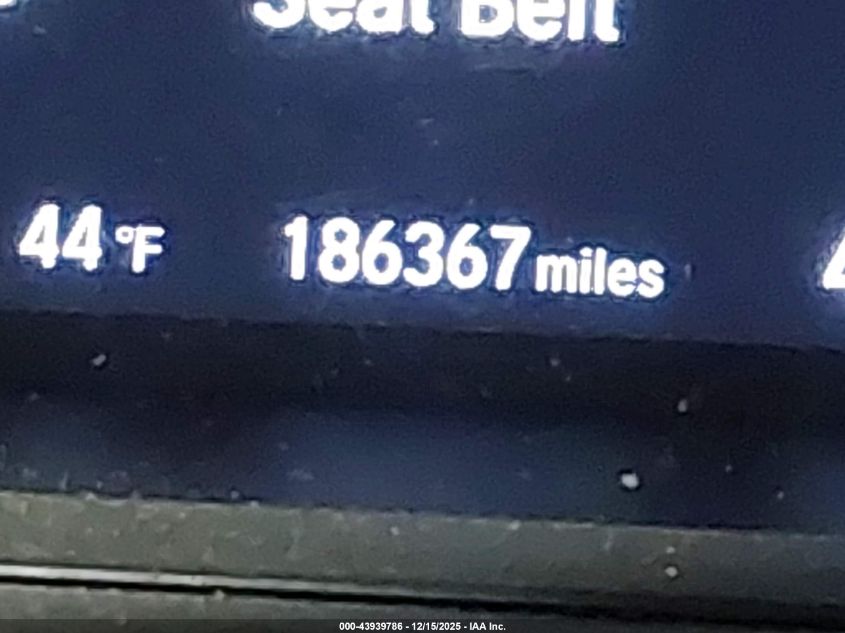 Seat Belt
44 °F 186367 miles
000-43939786 - 12/15/2025 - IAA Inc.